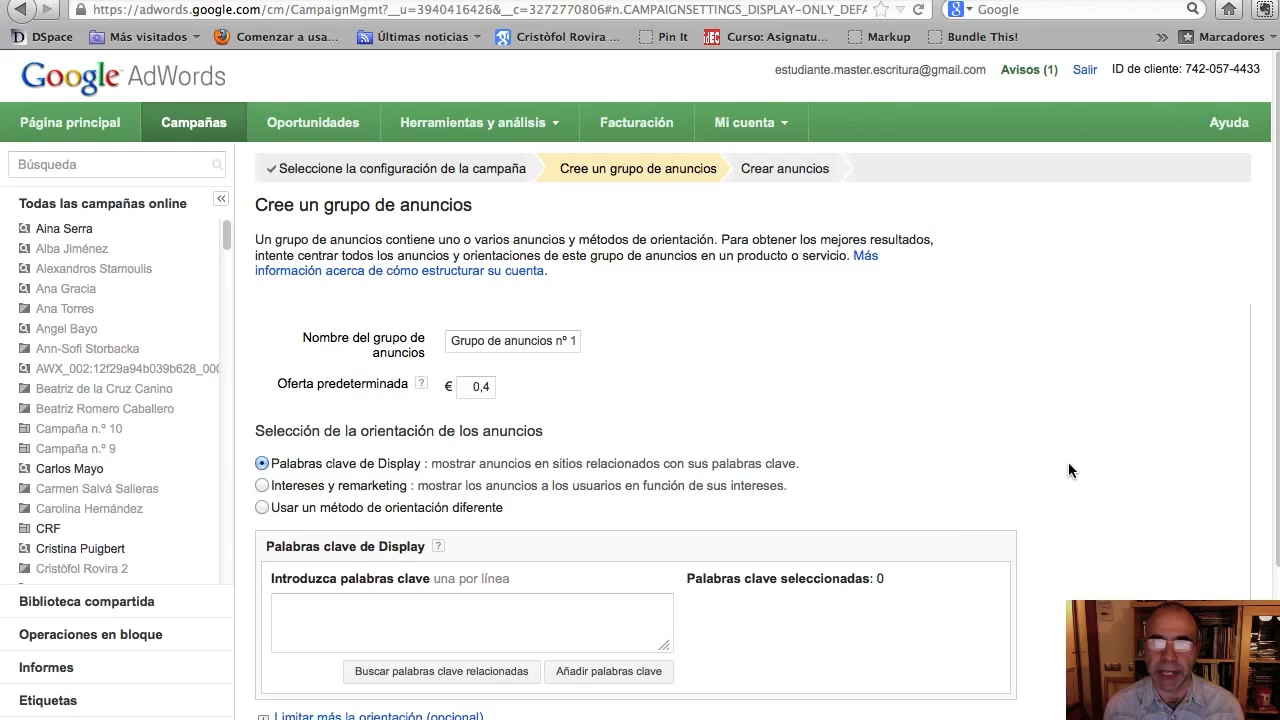 https://adwords.google.com/cm/CampaignMgmt?__u=3940416426&__c=3272770806#n.CAMPAIGNSETTINGS_DISPLAY-ONLY_DEFA
Google
DSpace
Más visitados
Comenzar a usa...
Últimas noticias
Cristòfol Rovira ...
Pin It
Curso: Asignatu...
Markup
Bundle This!
Marcadores
Google AdWords
estudiante.master.escritura@gmail.com Avisos (1) Salir ID de cliente: 742-057-4433
Página principal
Campañas
Oportunidades
Herramientas y análisis
Facturación
Mi cuenta
Ayuda
Búsqueda
Todas las campañas online
Aina Serra
Alba Jiménez
Alexandros Stamoulis
Ana Gracia
Ana Torres
Angel Bayo
Ann-Sofi Storbacka
AWX_002:12f29a94b039b628_000
Beatriz de la Cruz Canino
Beatriz Romero Caballero
Campaña n.º 10
Campaña n.º 9
Carlos Mayo
Carmen Salvá Salleras
Carolina Hernández
CRF
Cristina Puigbert
Cristòfol Rovira 2
Biblioteca compartida
Operaciones en bloque
Informes
Etiquetas
Seleccione la configuración de la campaña
Cree un grupo de anuncios
Crear anuncios
Cree un grupo de anuncios
Un grupo de anuncios contiene uno o varios anuncios y métodos de orientación. Para obtener los mejores resultados,
intente centrar todos los anuncios y orientaciones de este grupo de anuncios en un producto o servicio. Más
información acerca de cómo estructurar su cuenta.
Nombre del grupo de
anuncios
Grupo de anuncios nº 1
Oferta predeterminada ? € 0,4
Selección de la orientación de los anuncios
Palabras clave de Display : mostrar anuncios en sitios relacionados con sus palabras clave.
Intereses y remarketing : mostrar los anuncios a los usuarios en función de sus intereses.
Usar un método de orientación diferente
Palabras clave de Display ?
Introduzca palabras clave una por línea
Palabras clave seleccionadas: 0
Buscar palabras clave relacionadas
Añadir palabras clave
Limitar más la orientación (opcional)